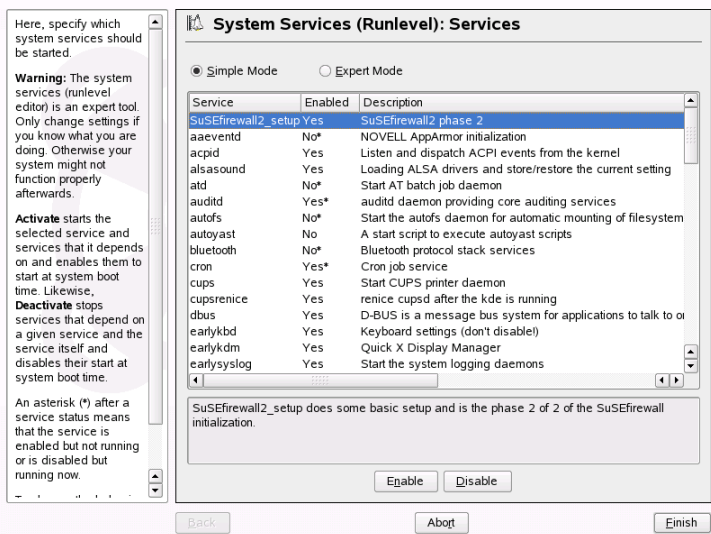 Here, specify which
system services should
be started.
Warning: The system
services (runlevel
editor) is an expert tool.
Only change settings if
you know what you are
doing. Otherwise your
system might not
function properly
afterwards.
Activate starts the
selected service and
services that it depends
on and enables them to
start at system boot
time. Likewise,
Deactivate stops
services that depend on
a given service and the
service itself and
disables their start at
system boot time.
An asterisk (*) after a
service status means
that the service is
enabled but not running
or is disabled but
running now.
System Services (Runlevel): Services
Simple Mode Expert Mode
Service Enabled Description
SuSEfirewall2_setup Yes SuSEfirewall2 phase 2
aaeventd No* NOVELL AppArmor initialization
acpid Yes Listen and dispatch ACPI events from the kernel
alsasound Yes Loading ALSA drivers and store/restore the current setting
atd No* Start AT batch job daemon
auditd Yes* auditd daemon providing core auditing services
autofs No* Start the autofs daemon for automatic mounting of filesystem
autoyast No A start script to execute autoyast scripts
bluetooth No* Bluetooth protocol stack services
cron Yes* Cron job service
cups Yes Start CUPS printer daemon
cupsrenice Yes renice cupsd after the kde is running
dbus Yes D-BUS is a message bus system for applications to talk to o
earlykbd Yes Keyboard settings (don't disable!)
earlykdm Yes Quick X Display Manager
earlysyslog Yes Start the system logging daemons
SuSEfirewall2_setup does some basic setup and is the phase 2 of 2 of the SuSEfirewall
initialization.
Enable Disable
Back Abort Finish